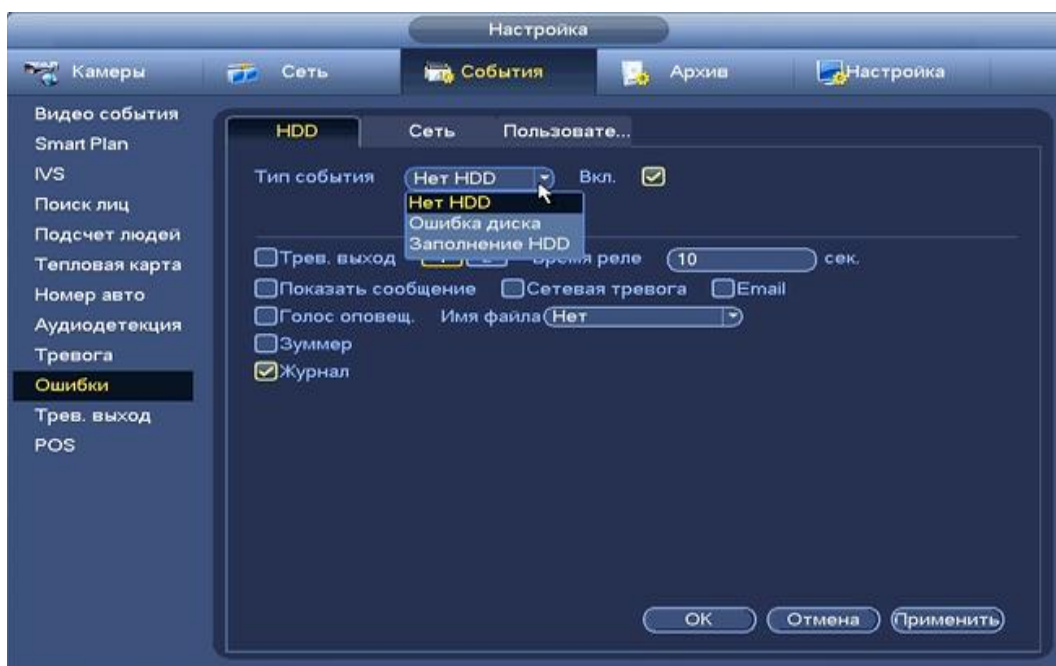 Настройка
Камеры Сеть События Архив Настройка
Видео события
Smart Plan
IVS
Поиск лиц
Подсчет людей
Тепловая карта
Номер авто
Аудиодетекция
Тревога
Ошибки
Трев. выход
POS
HDD Сеть Пользовате...
Тип события Нет HDD Вкл.
Нет HDD
Ошибка диска
Заполнение HDD
Трев. выход Время реле 10 сек.
Показать сообщение Сетевая тревога Email
Голос оповещ. Имя файла Нет
Зуммер
Журнал
OK Отмена Применить